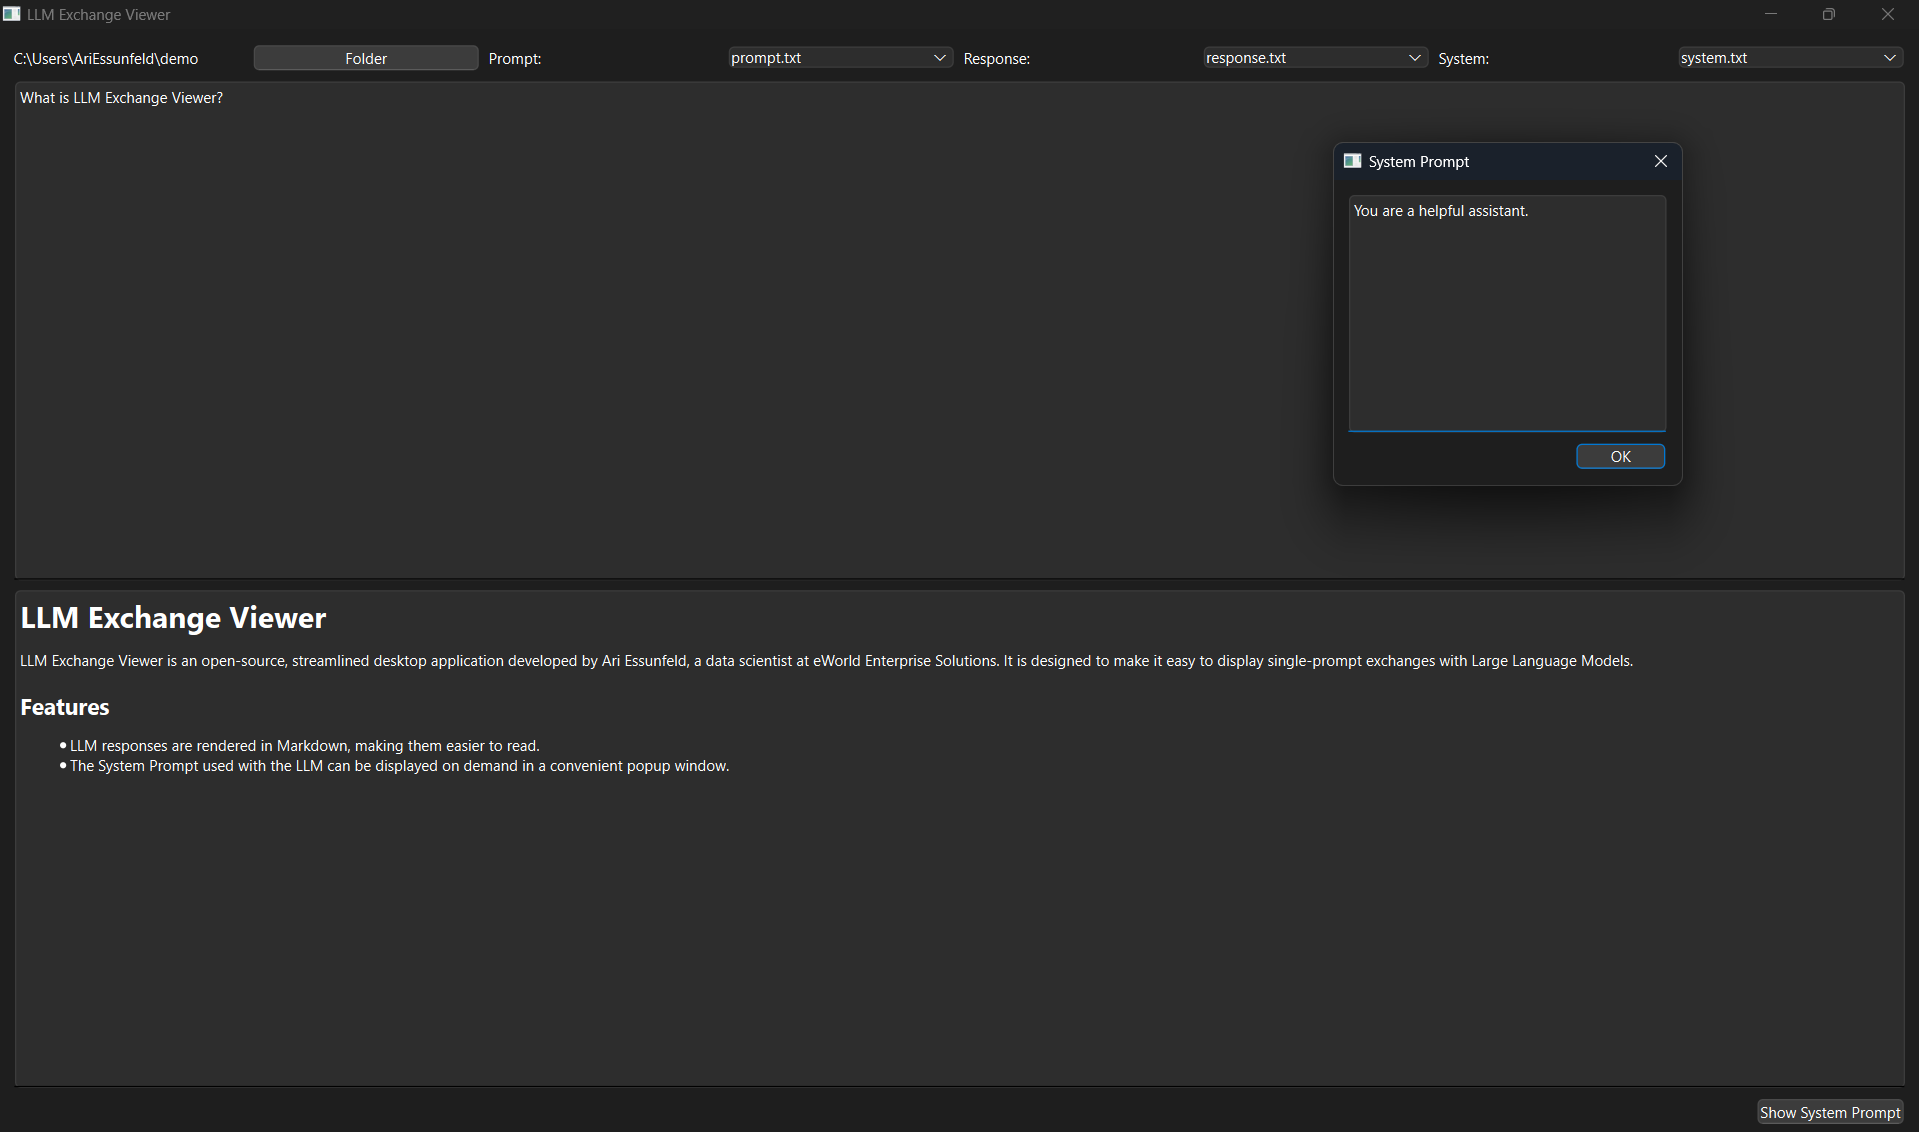 LLM Exchange Viewer
C:\Users\AriEssunfeld\demo Folder Prompt: prompt.txt Response: response.txt System: system.txt
What is LLM Exchange Viewer?
System Prompt
You are a helpful assistant.
OK
LLM Exchange Viewer
LLM Exchange Viewer is an open-source, streamlined desktop application developed by Ari Essunfeld, a data scientist at eWorld Enterprise Solutions. It is designed to make it easy to display single-prompt exchanges with Large Language Models.
Features
• LLM responses are rendered in Markdown, making them easier to read.
• The System Prompt used with the LLM can be displayed on demand in a convenient popup window.
Show System Prompt